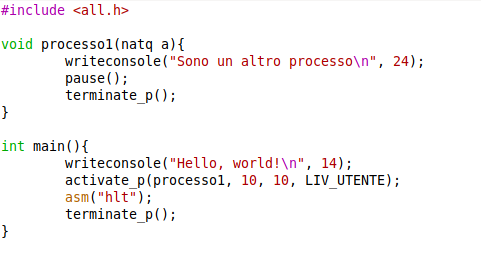 #include <all.h>
void processo1(natq a){
writeconsole("Sono un altro processo\n", 24);
pause();
terminate_p();
}
int main(){
writeconsole("Hello, world!\n", 14);
activate_p(processo1, 10, 10, LIV_UTENTE);
asm("hlt");
terminate_p();
}